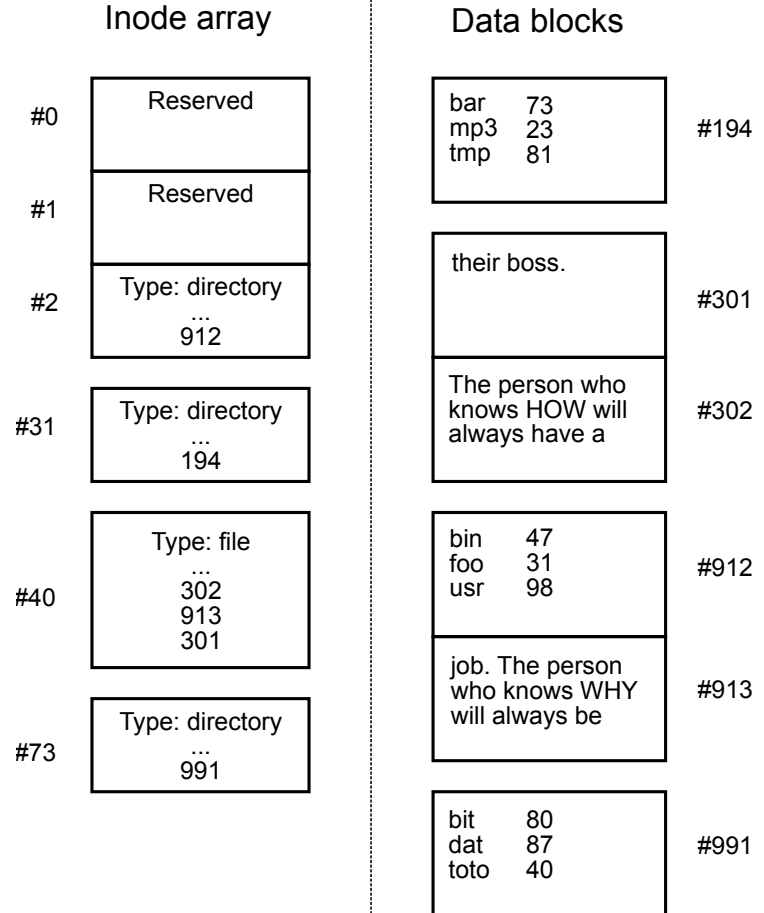 Inode array
#0
Reserved
#1
Reserved
#2
Type: directory
...
912
#31
Type: directory
...
194
#40
Type: file
...
302
913
301
#73
Type: directory
...
991
Data blocks
bar 73
mp3 23
tmp 81
#194
their boss.
#301
The person who
knows HOW will
always have a
#302
bin 47
foo 31
usr 98
#912
job. The person
who knows WHY
will always be
#913
bit 80
dat 87
toto 40
#991